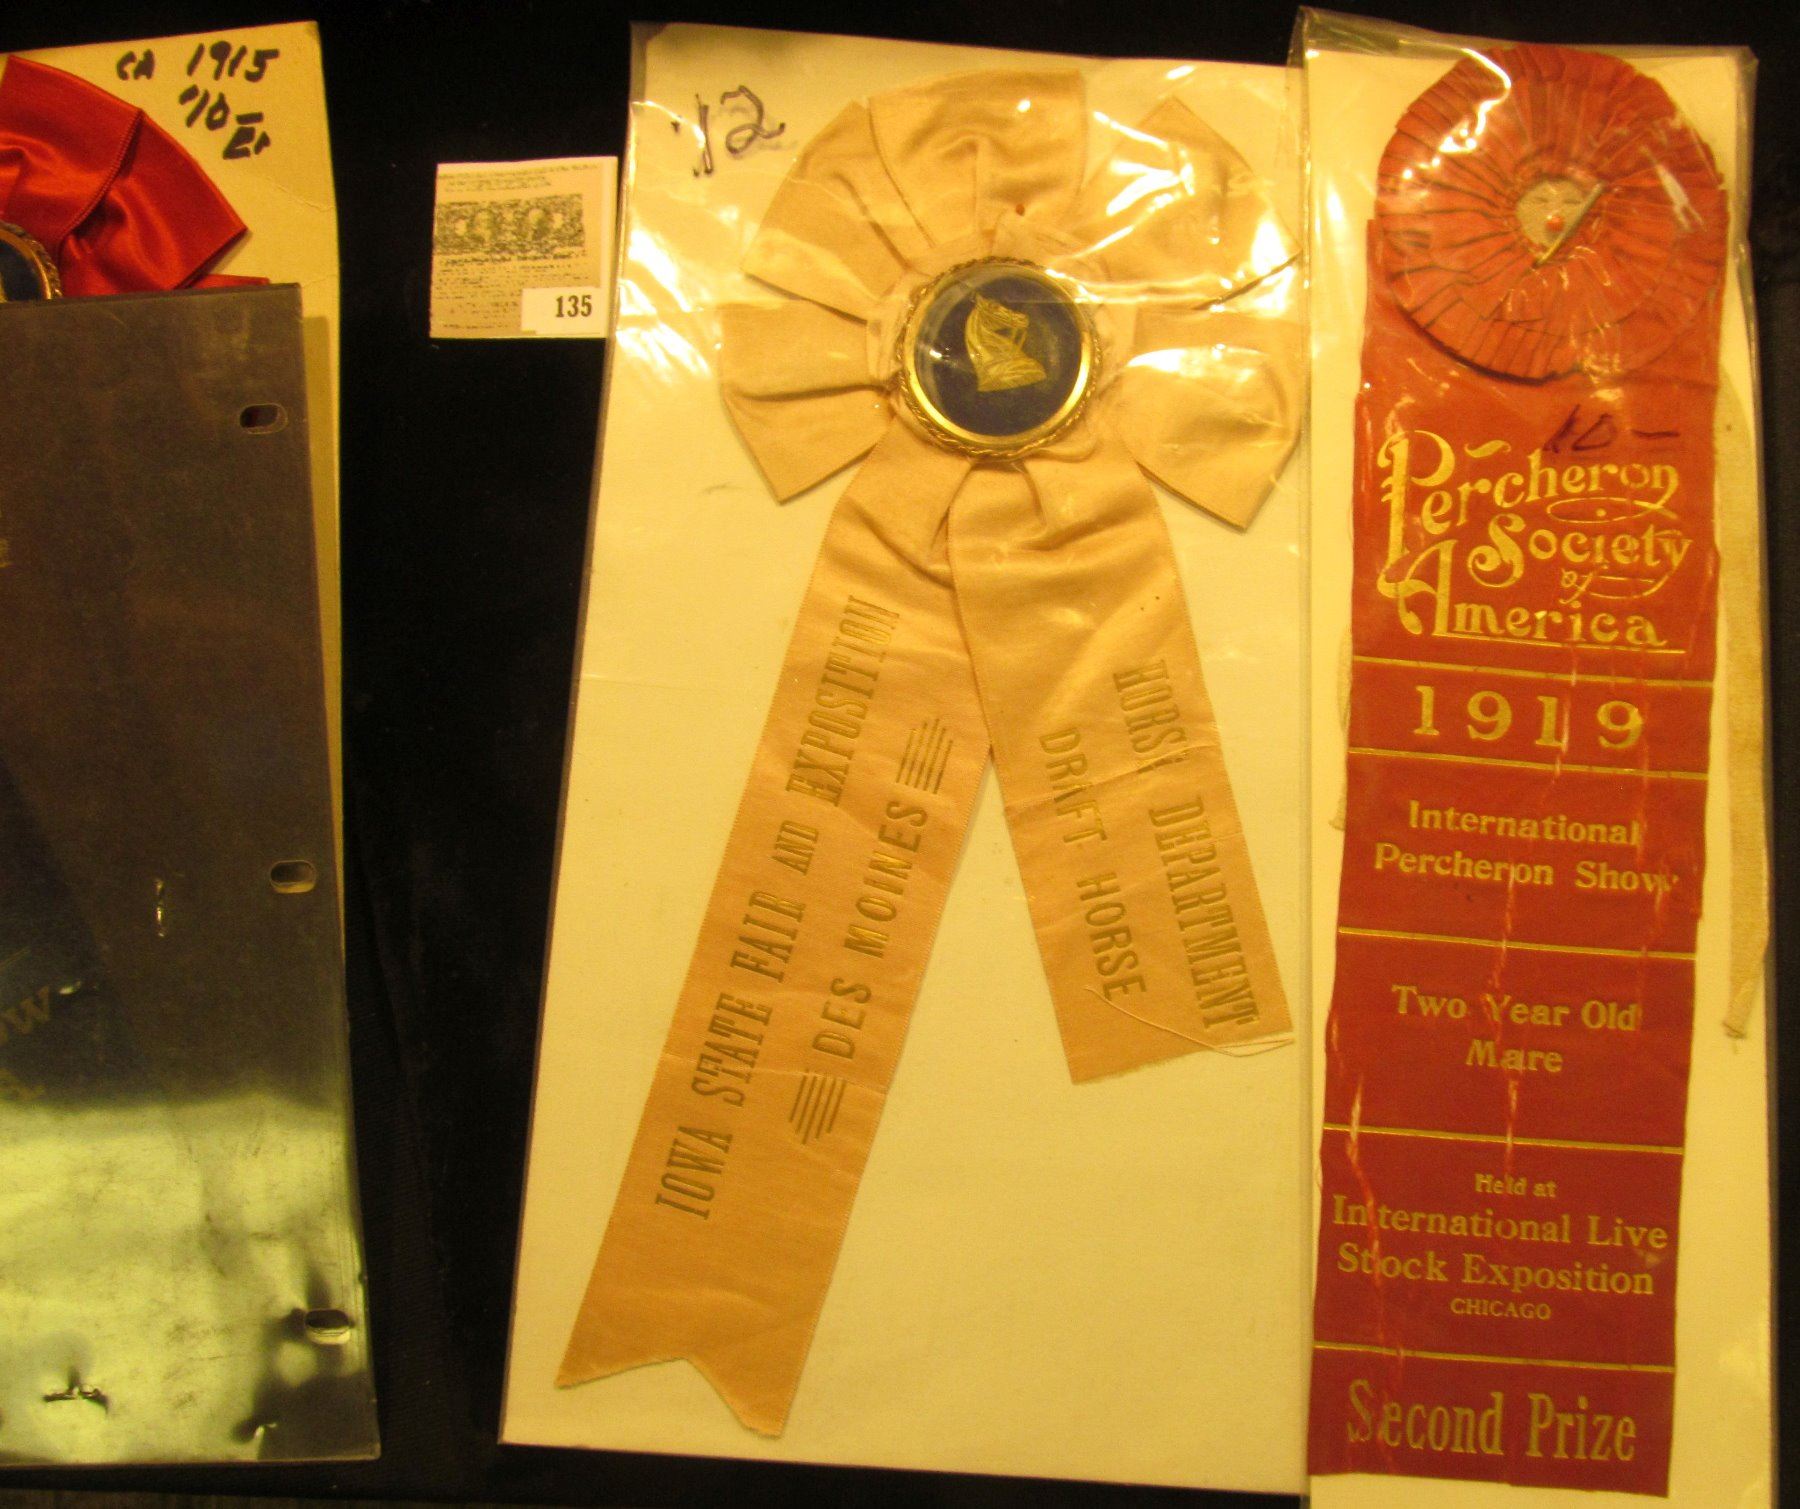 CA 1915
10-
Ea
135
12
IOWA STATE FAIR AND EXPOSITION
DES MOINES
HORSE DEPARTMENT
DRAFT HORSE
10-
Percheron
Society
of
America
1919
International
Percheron Show
Two Year Old
Mare
Held at
International Live
Stock Exposition
CHICAGO
Second Prize